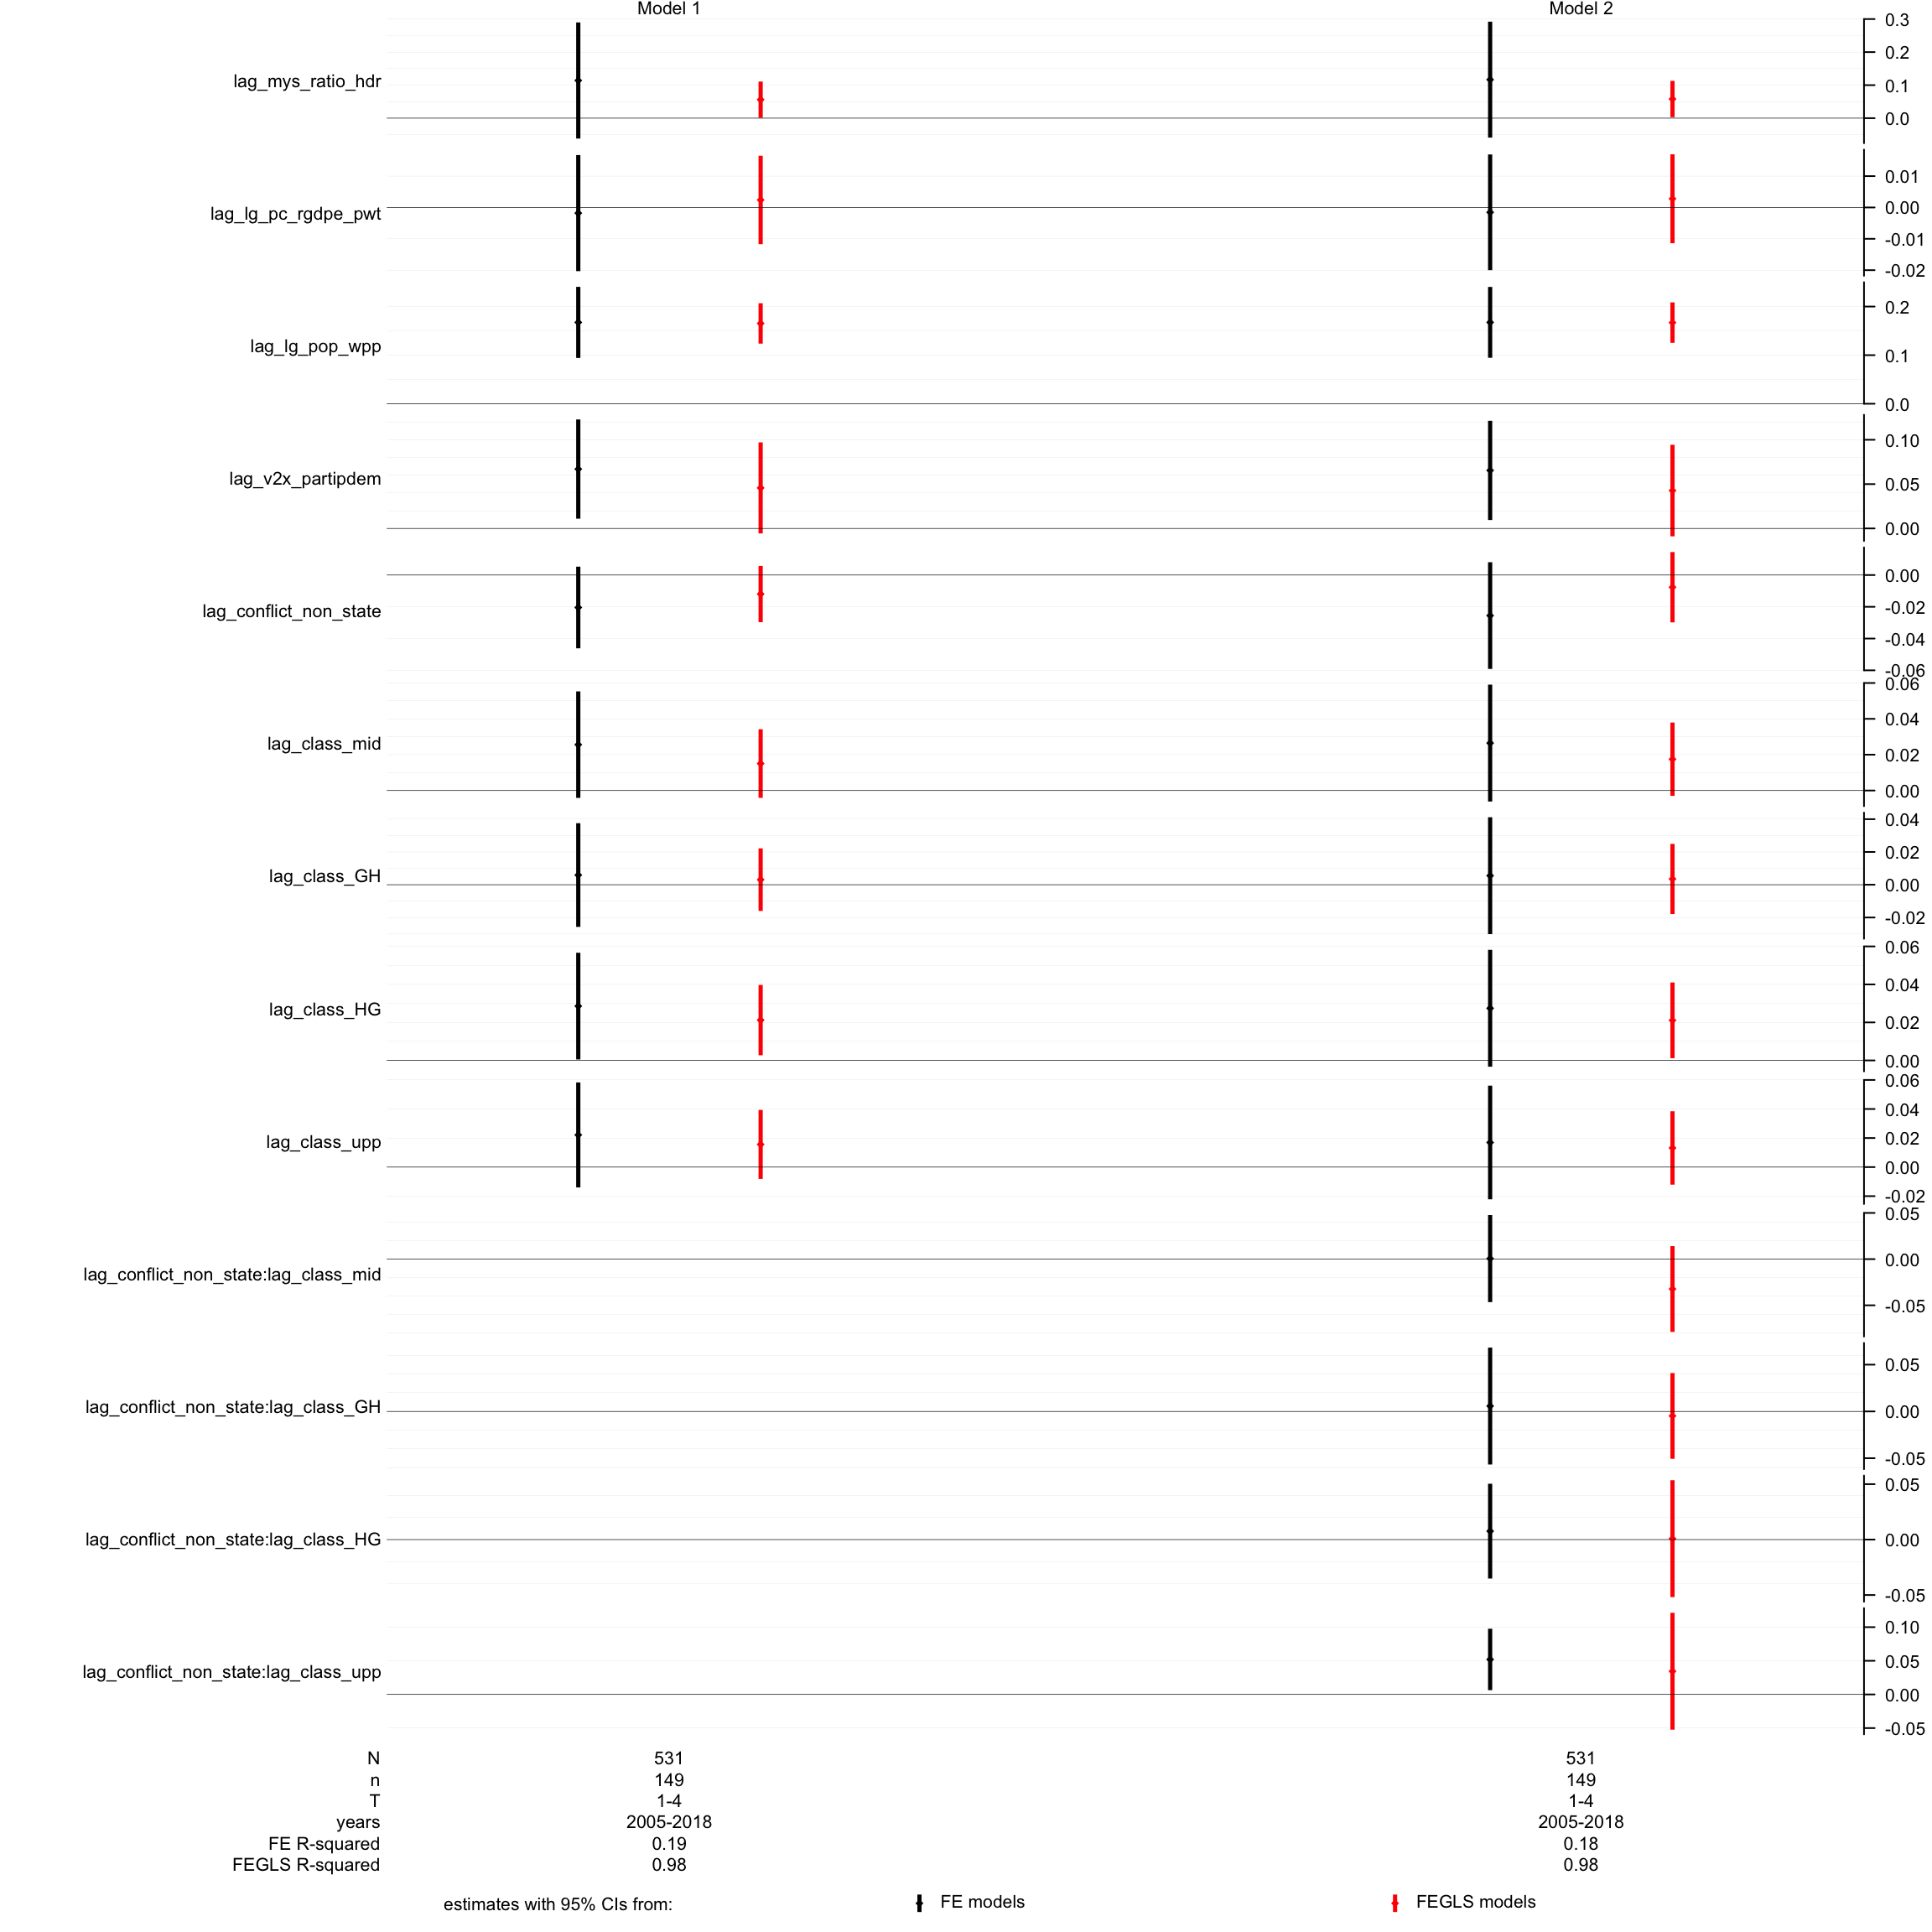 Model 1 Model 2
0.3
0.2
lag_mys_ratio_hdr
0.1
0.0
0.01
lag_lg_pc_rgdpe_pwt
0.00
-0.01
-0.02
0.2
lag_lg_pop_wpp
0.1
0.0
0.10
lag_v2x_partipdem
0.05
0.00
0.00
lag_conflict_non_state
-0.02
-0.04
-0.06
0.06
0.04
lag_class_mid
0.02
0.00
0.04
0.02
lag_class_GH
0.00
-0.02
0.06
0.04
lag_class_HG
0.02
0.00
0.06
0.04
lag_class_upp
0.02
0.00
-0.02
0.05
0.00
lag_conflict_non_state:lag_class_mid
-0.05
0.05
lag_conflict_non_state:lag_class_GH
0.00
-0.05
0.05
lag_conflict_non_state:lag_class_HG
0.00
-0.05
0.10
0.05
lag_conflict_non_state:lag_class_upp
0.00
-0.05
N 531 531
n 149 149
T 1-4 1-4
years 2005-2018 2005-2018
FE R-squared 0.19 0.18
FEGLS R-squared 0.98 0.98
estimates with 95% CIs from: FE models FEGLS models